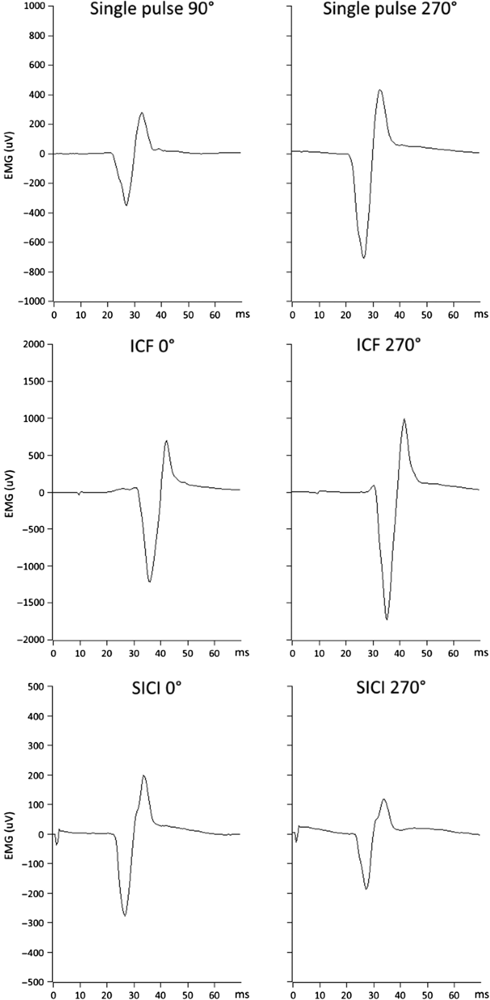 Single pulse 90°
Single pulse 270°
1000
800
600
400
200
0
−200
−400
−600
−800
−1000
EMG (uV)
0 10 20 30 40 50 60 ms
0 10 20 30 40 50 60 ms
ICF 0°
ICF 270°
2000
1500
1000
500
0
−500
−1000
−1500
−2000
EMG (uV)
0 10 20 30 40 50 60 ms
0 10 20 30 40 50 60 ms
SICI 0°
SICI 270°
500
400
300
200
100
0
−100
−200
−300
−400
−500
EMG (uV)
0 10 20 30 40 50 60 ms
0 10 20 30 40 50 60 ms